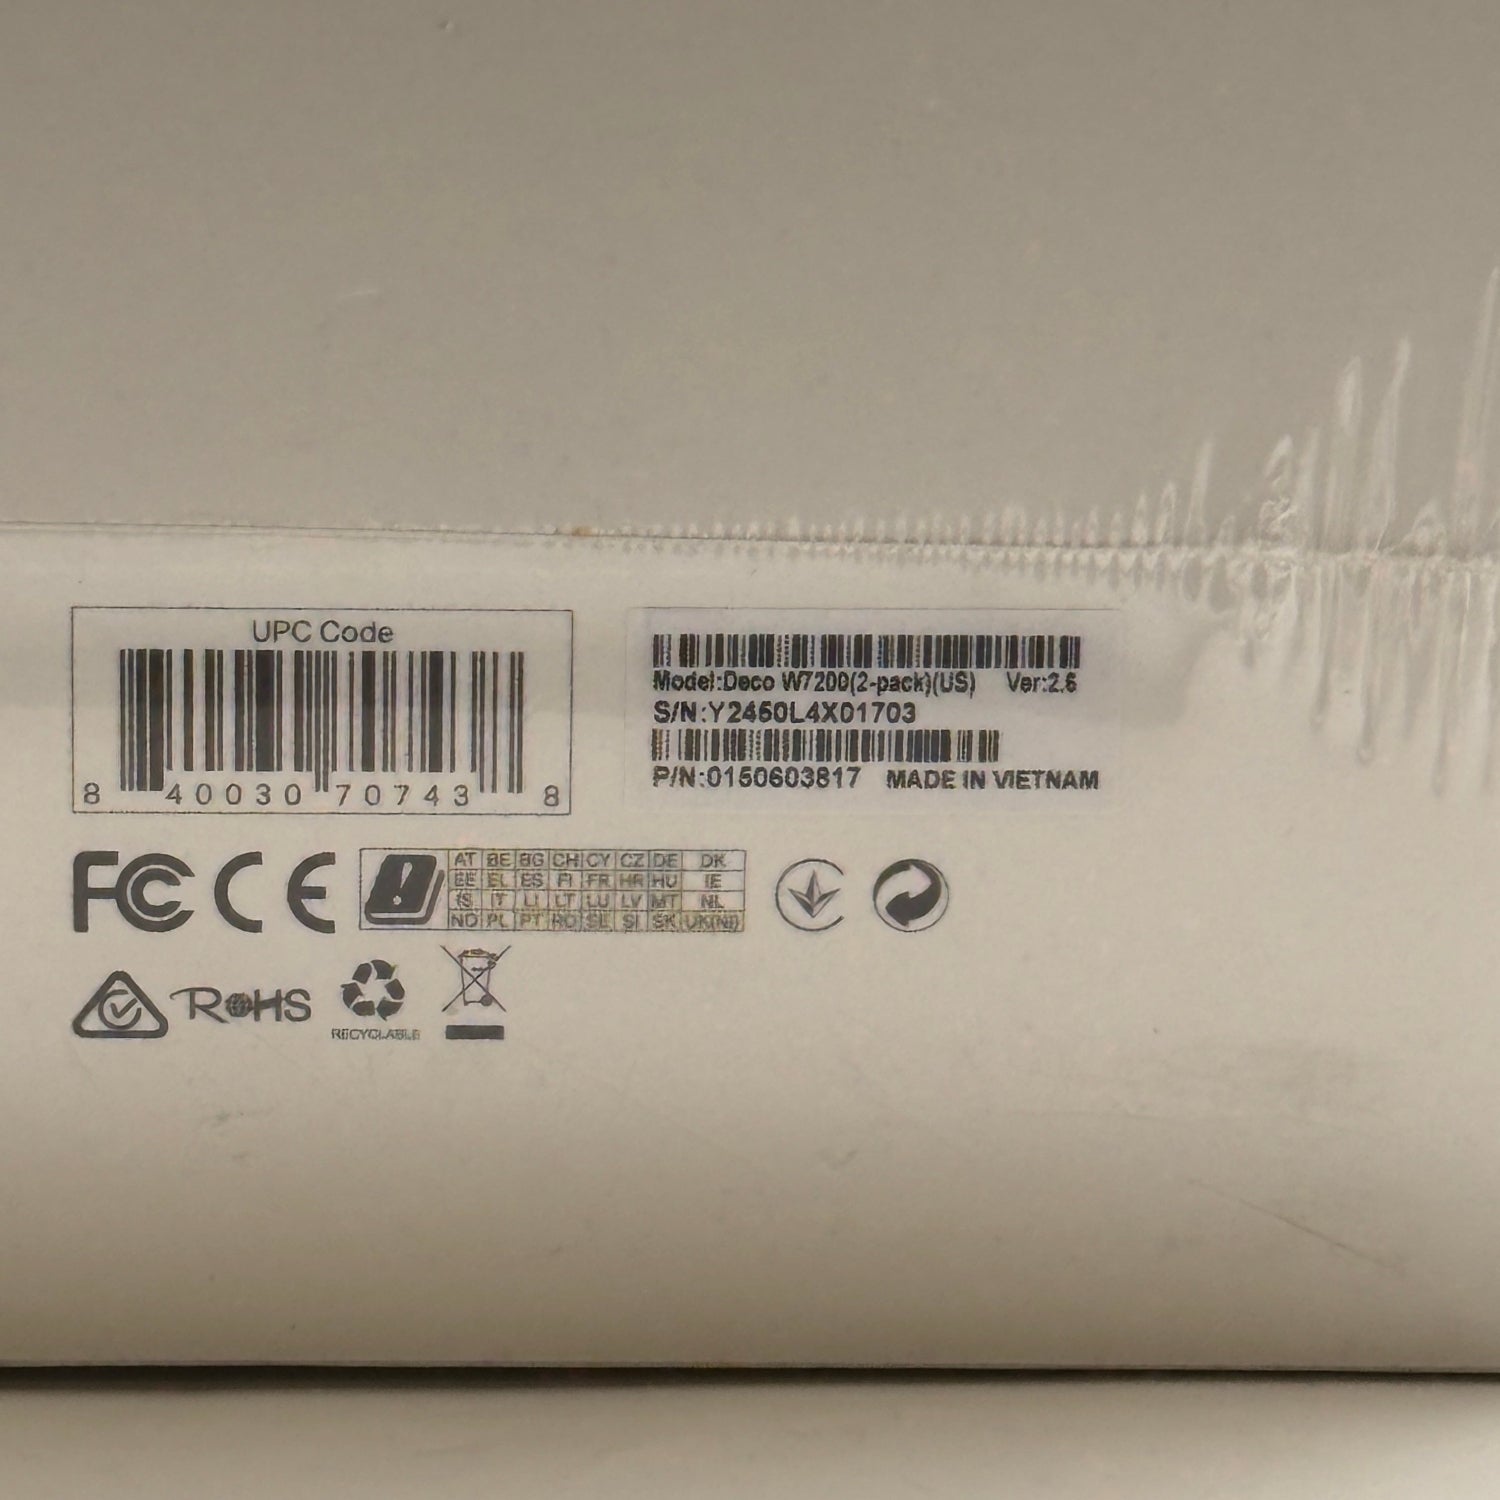 UPC Code
8 40030 70743 8
Model:Deco W7200(2-pack)(US) Ver:2.6
S/N:Y2460L4X01703
P/N:0150603817 MADE IN VIETNAM
FC CE
AT BE BG CH CY CZ DE DK
EE EL ES FI FR HR HU IE
IS IT LI LT LU LV MT NL
NO PL PT RO SE SI SK UK(NI)
RoHS
RECYCLABLE